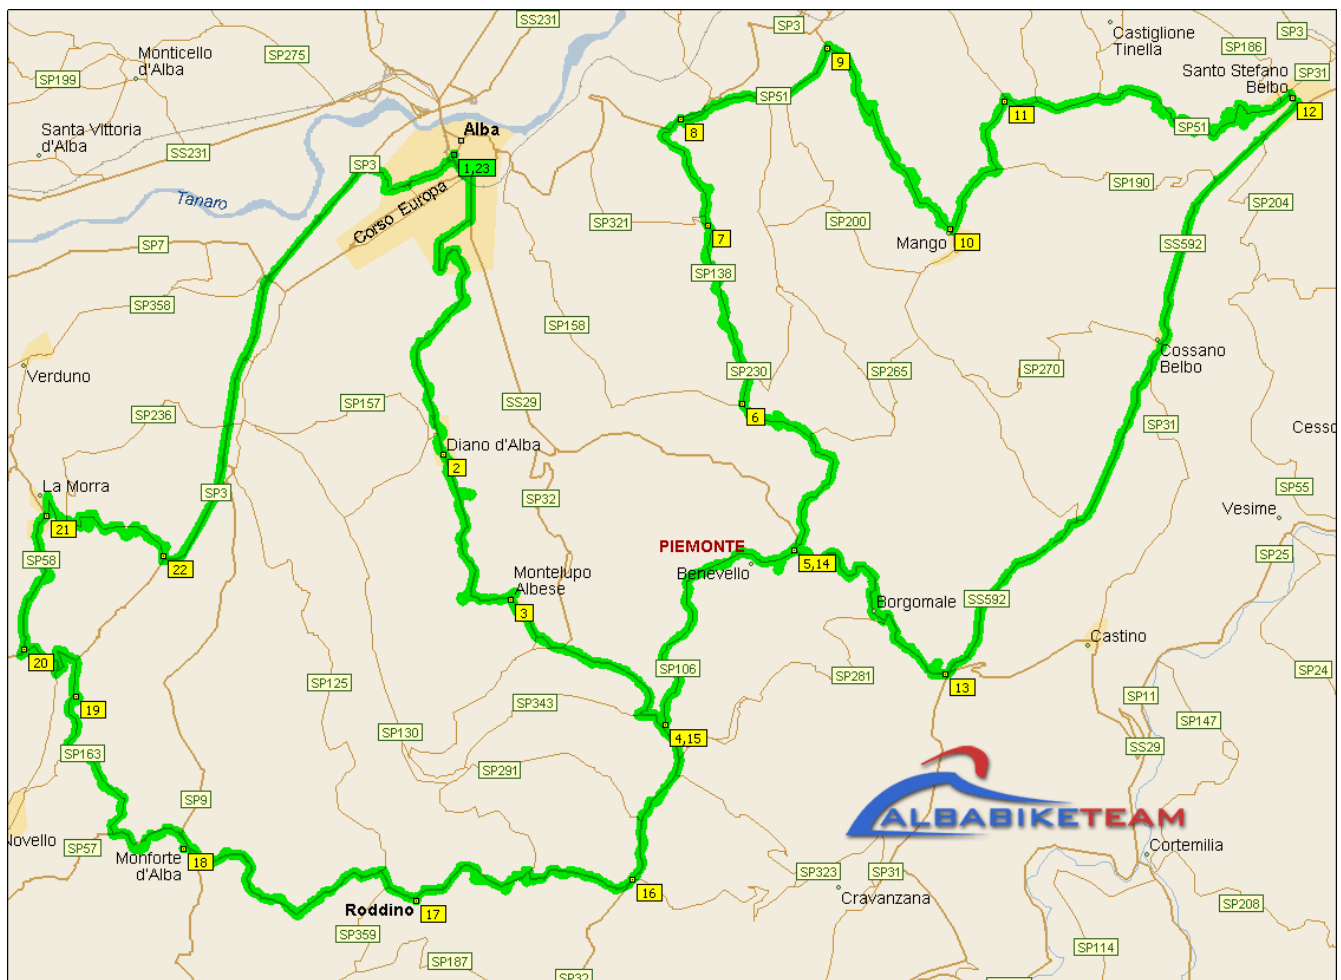 SS231
SP3
Castiglione
Tinella
SP186
SP3
Monticello
d'Alba
SP275
SP199
9
Santo Stefano
Belbo
SP31
SP51
11
12
Santa Vittoria
d'Alba
Alba
8
SP51
SS231
SP3
1,23
SP190
Tanaro
Corso Europa
SP321
7
SP200
Mango
10
SP204
SP7
SS592
SP138
SP358
SP158
Cossano
Belbo
Verduno
SP230
SP265
SP270
SP236
SP157
SS29
6
SP31
Cesso
Diano d'Alba
2
La Morra
SP3
SP32
SP55
Vesime
21
PIEMONTE
SP58
22
Benevello
5,14
SP25
Montelupo
Albese
3
Borgomale
SS592
Castino
20
SP106
SP281
SP24
SP125
13
19
SP343
SP11
SP147
SP130
4,15
SS29
SP163
SP291
SP9
ALBABIKETEAM
Novello
SP57
Monforte
d'Alba
18
Cortemilia
16
SP323
SP31
Cravanzana
Roddino
17
SP208
SP359
SP114
SP187
SP32